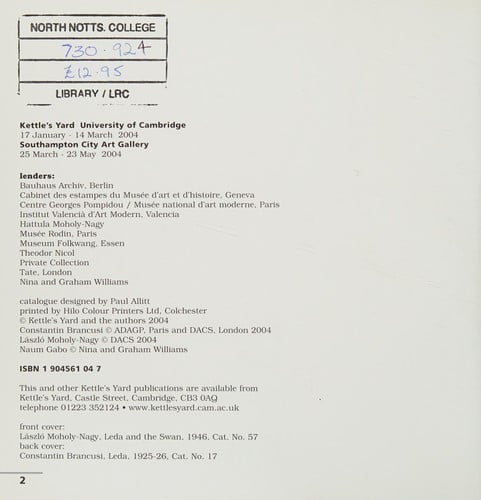 NORTH NOTTS. COLLEGE
730.924
£12.95
LIBRARY / LRC
Kettle's Yard University of Cambridge
17 January - 14 March 2004
Southampton City Art Gallery
25 March - 23 May 2004
lenders:
Bauhaus Archiv, Berlin
Cabinet des estampes du Musée d'art et d'histoire, Geneva
Centre Georges Pompidou / Musée national d'art moderne, Paris
Institut Valencià d'Art Modern, Valencia
Hattula Moholy-Nagy
Musée Rodin, Paris
Museum Folkwang, Essen
Theodor Nicol
Private Collection
Tate, London
Nina and Graham Williams
catalogue designed by Paul Allitt
printed by Hilo Colour Printers Ltd, Colchester
© Kettle's Yard and the authors 2004
Constantin Brancusi © ADAGP, Paris and DACS, London 2004
László Moholy-Nagy © DACS 2004
Naum Gabo © Nina and Graham Williams
ISBN 1 904561 04 7
This and other Kettle's Yard publications are available from
Kettle's Yard, Castle Street, Cambridge, CB3 0AQ
telephone 01223 352124 • www.kettlesyard.cam.ac.uk
front cover:
László Moholy-Nagy, Leda and the Swan, 1946, Cat. No. 57
back cover:
Constantin Brancusi, Leda, 1925-26, Cat. No. 17
2